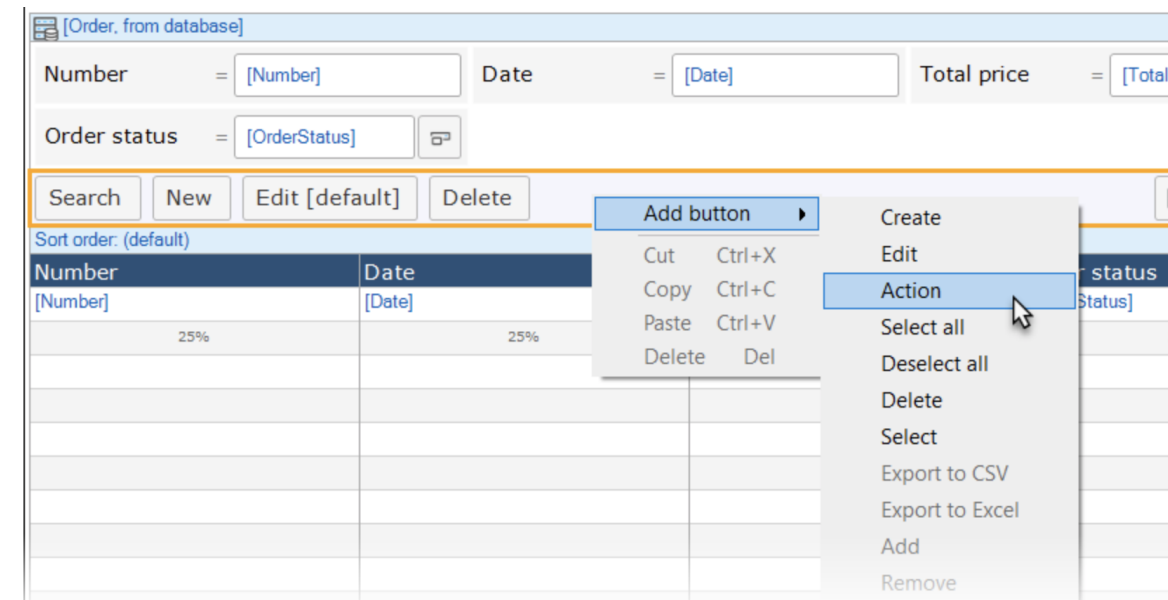 [Order, from database]
Number = [Number] Date = [Date] Total price = [Total
Order status = [OrderStatus]
Search New Edit [default] Delete
Sort order: (default)
Number Date status
[Number] [Date] Status]
25% 25%
Add button
Cut Ctrl+X
Copy Ctrl+C
Paste Ctrl+V
Delete Del
Create
Edit
Action
Select all
Deselect all
Delete
Select
Export to CSV
Export to Excel
Add
Remove